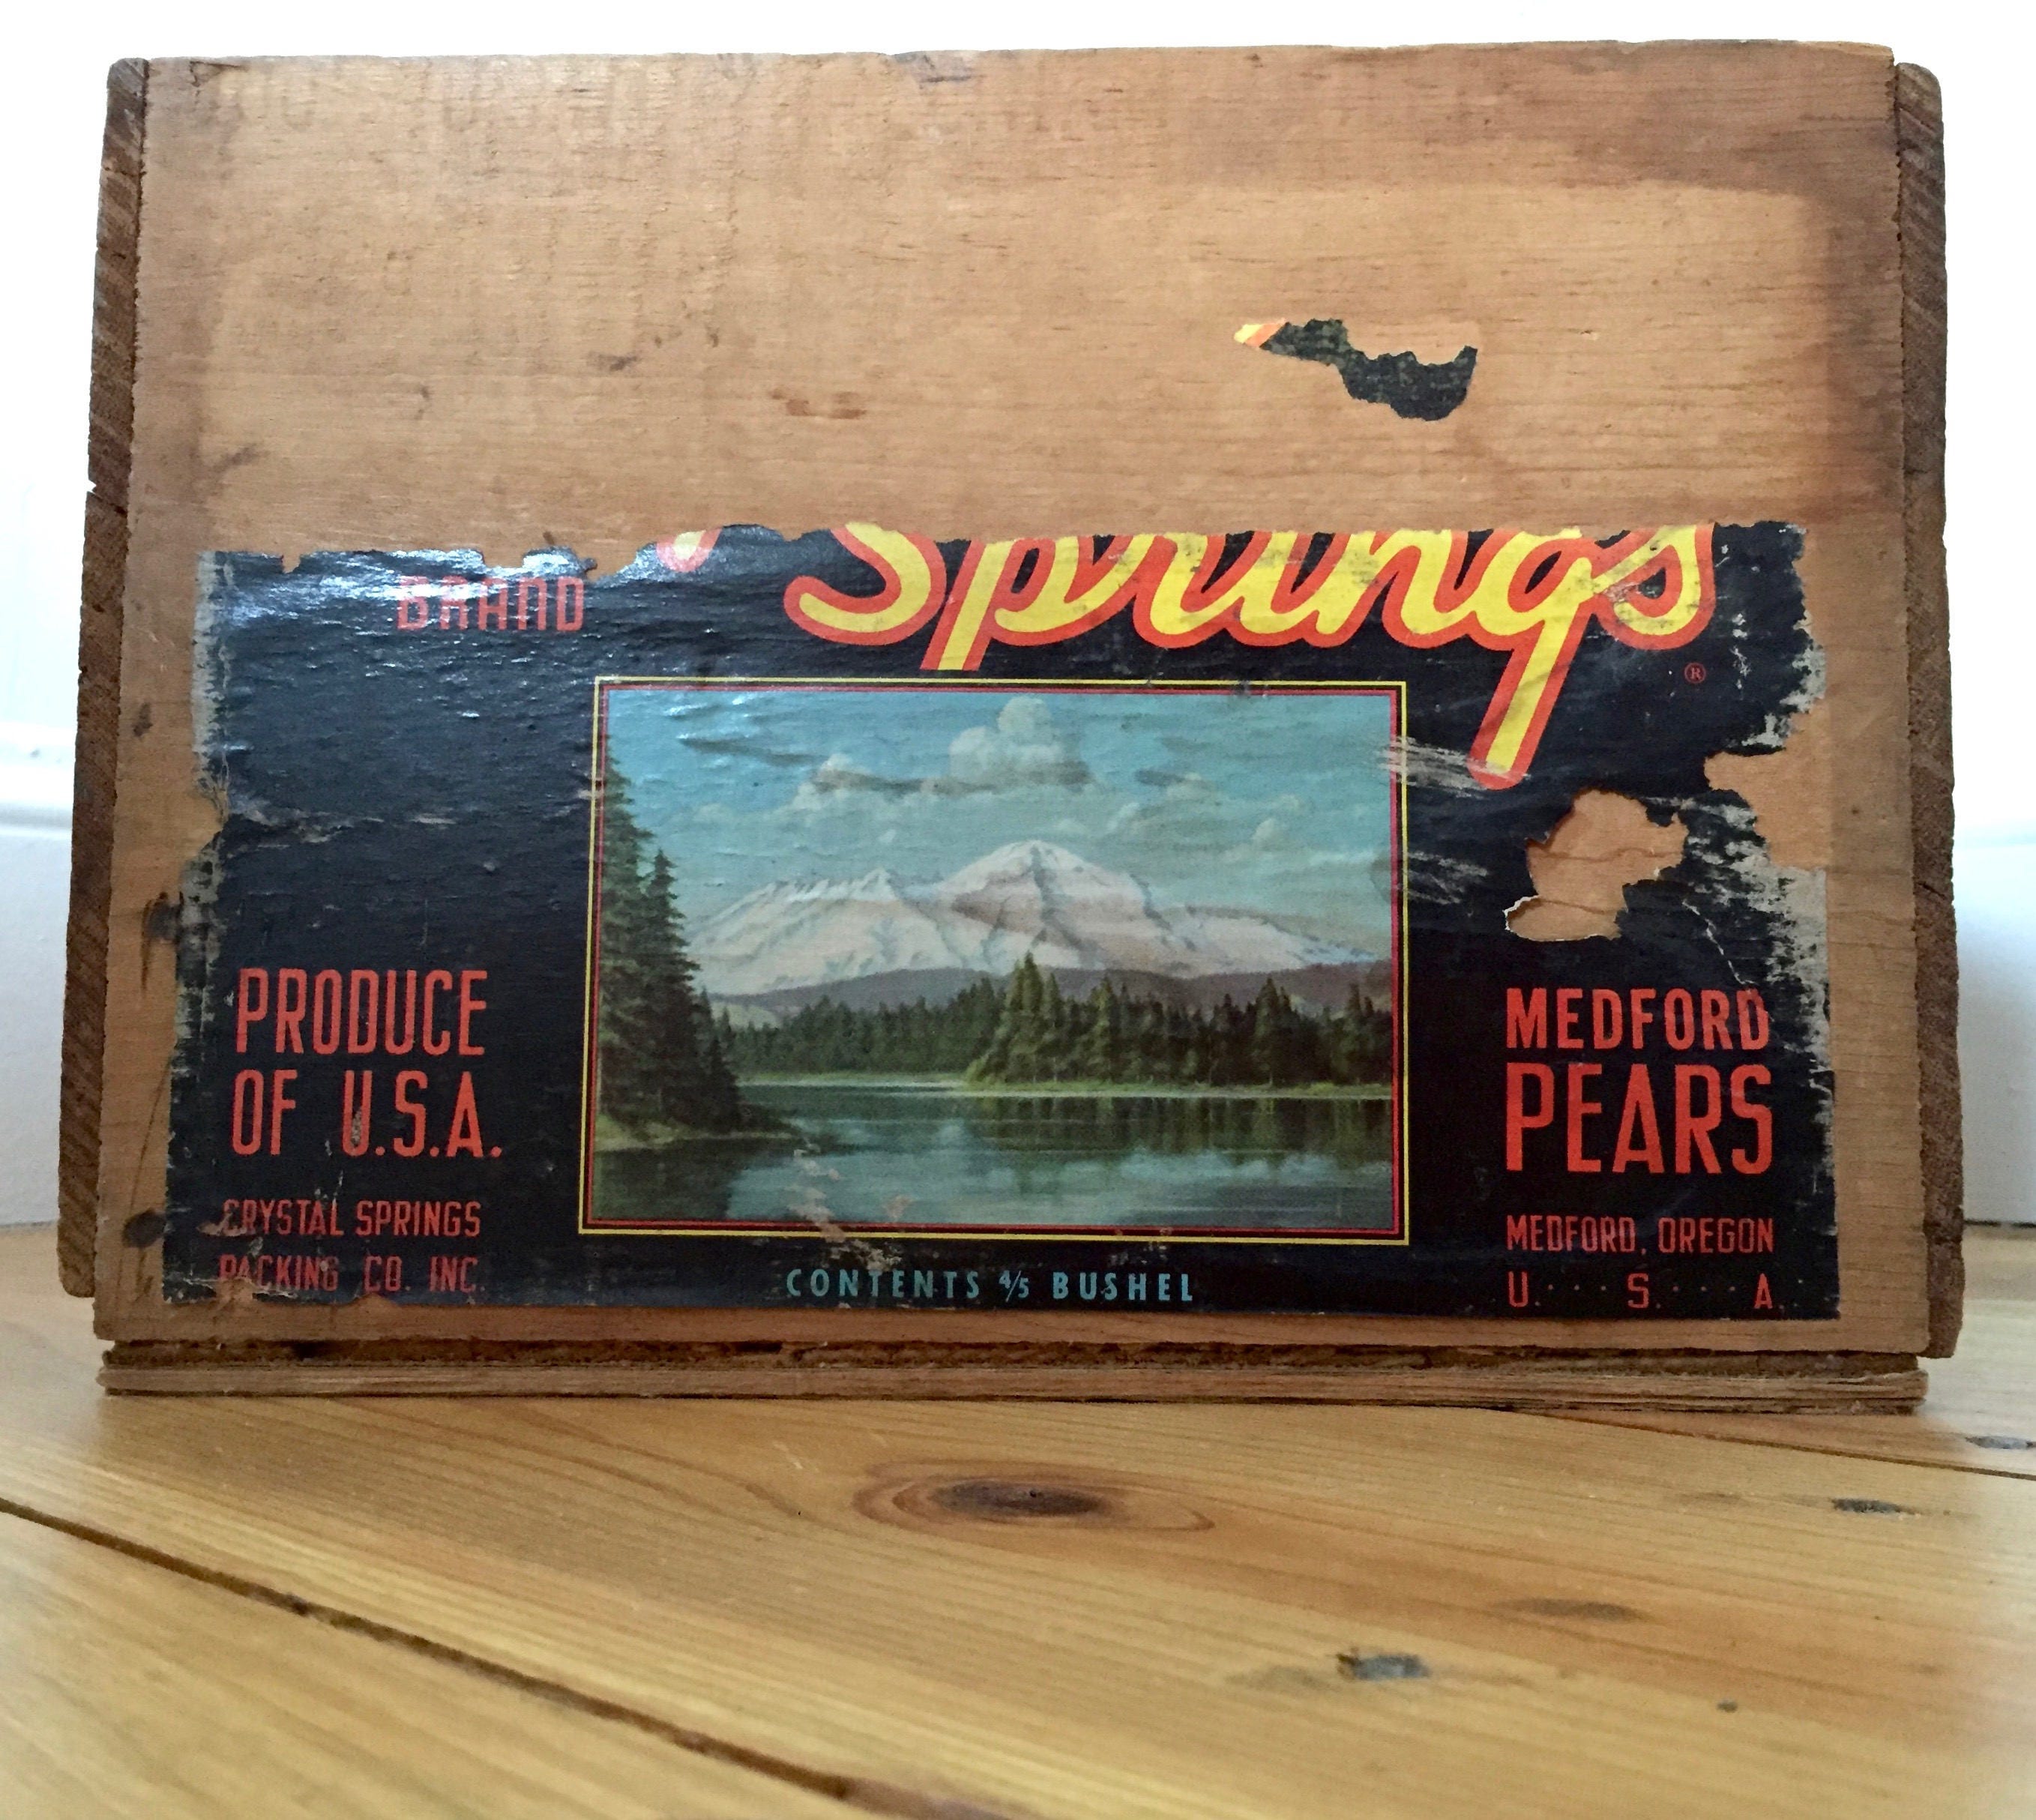 Springs
BRAND
®
PRODUCE
OF U.S.A.
CRYSTAL SPRINGS
PACKING CO. INC.
CONTENTS 4/5 BUSHEL
MEDFORD
PEARS
MEDFORD, OREGON
U. · · · S. · · · A.